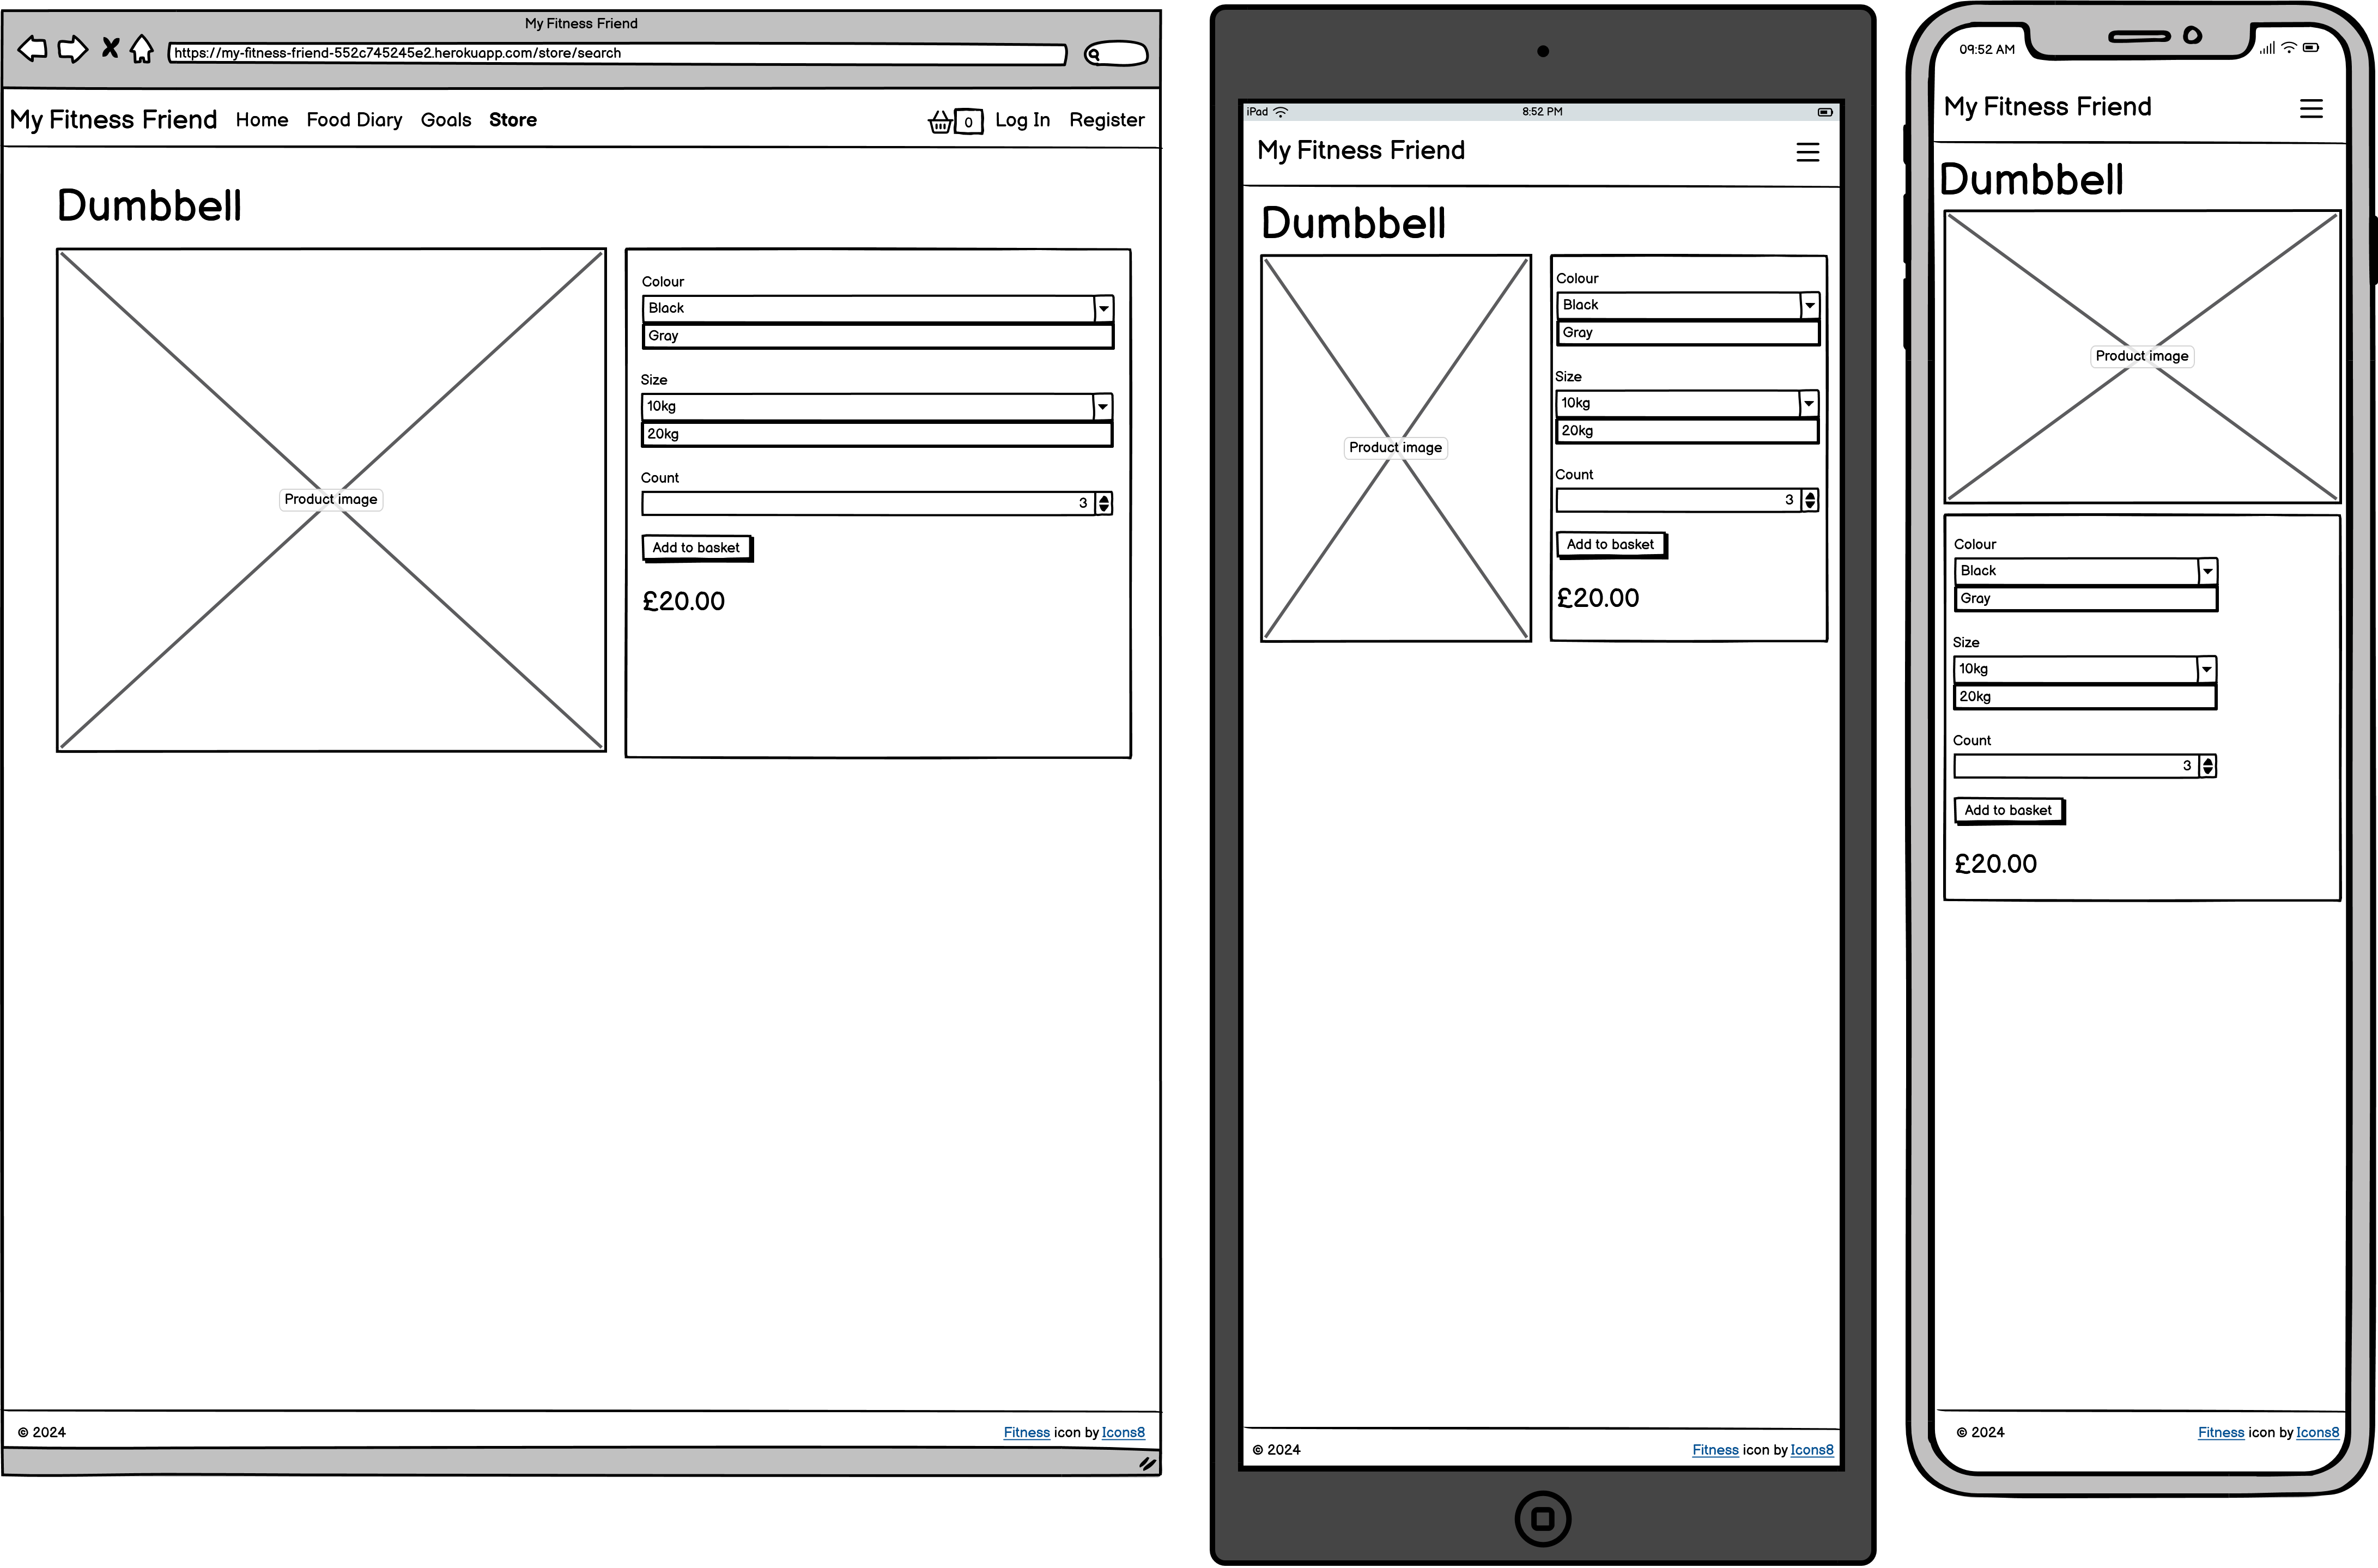 My Fitness Friend
https://my-fitness-friend-552c745245e2.herokuapp.com/store/search
My Fitness Friend Home Food Diary Goals Store 0 Log In Register
Dumbbell
Product image
Colour
Black
Gray
Size
10kg
20kg
Count
3
Add to basket
£20.00
© 2024 Fitness icon by Icons8
iPad 8:52 PM
My Fitness Friend
Dumbbell
Product image
Colour
Black
Gray
Size
10kg
20kg
Count
3
Add to basket
£20.00
© 2024 Fitness icon by Icons8
09:52 AM
My Fitness Friend
Dumbbell
Product image
Colour
Black
Gray
Size
10kg
20kg
Count
3
Add to basket
£20.00
© 2024 Fitness icon by Icons8